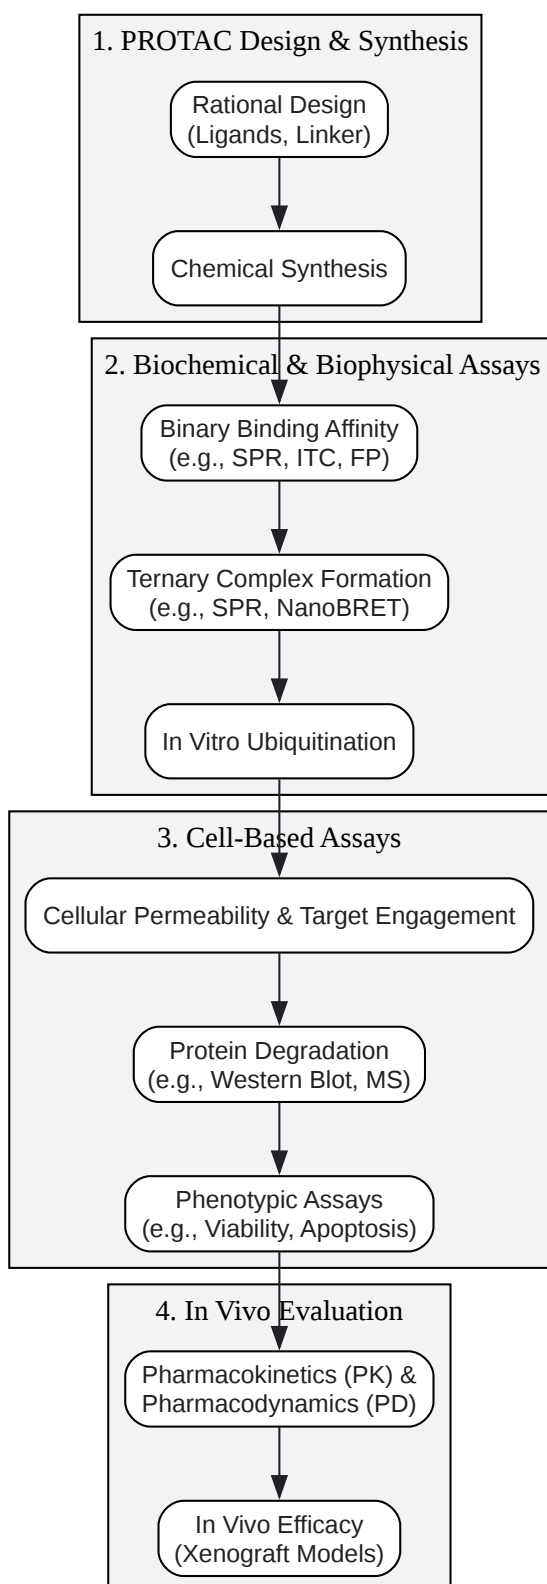 1. PROTAC Design & Synthesis
Rational Design
(Ligands, Linker)
Chemical Synthesis
2. Biochemical & Biophysical Assays
Binary Binding Affinity
(e.g., SPR, ITC, FP)
Ternary Complex Formation
(e.g., SPR, NanoBRET)
In Vitro Ubiquitination
3. Cell-Based Assays
Cellular Permeability & Target Engagement
Protein Degradation
(e.g., Western Blot, MS)
Phenotypic Assays
(e.g., Viability, Apoptosis)
4. In Vivo Evaluation
Pharmacokinetics (PK) &
Pharmacodynamics (PD)
In Vivo Efficacy
(Xenograft Models)